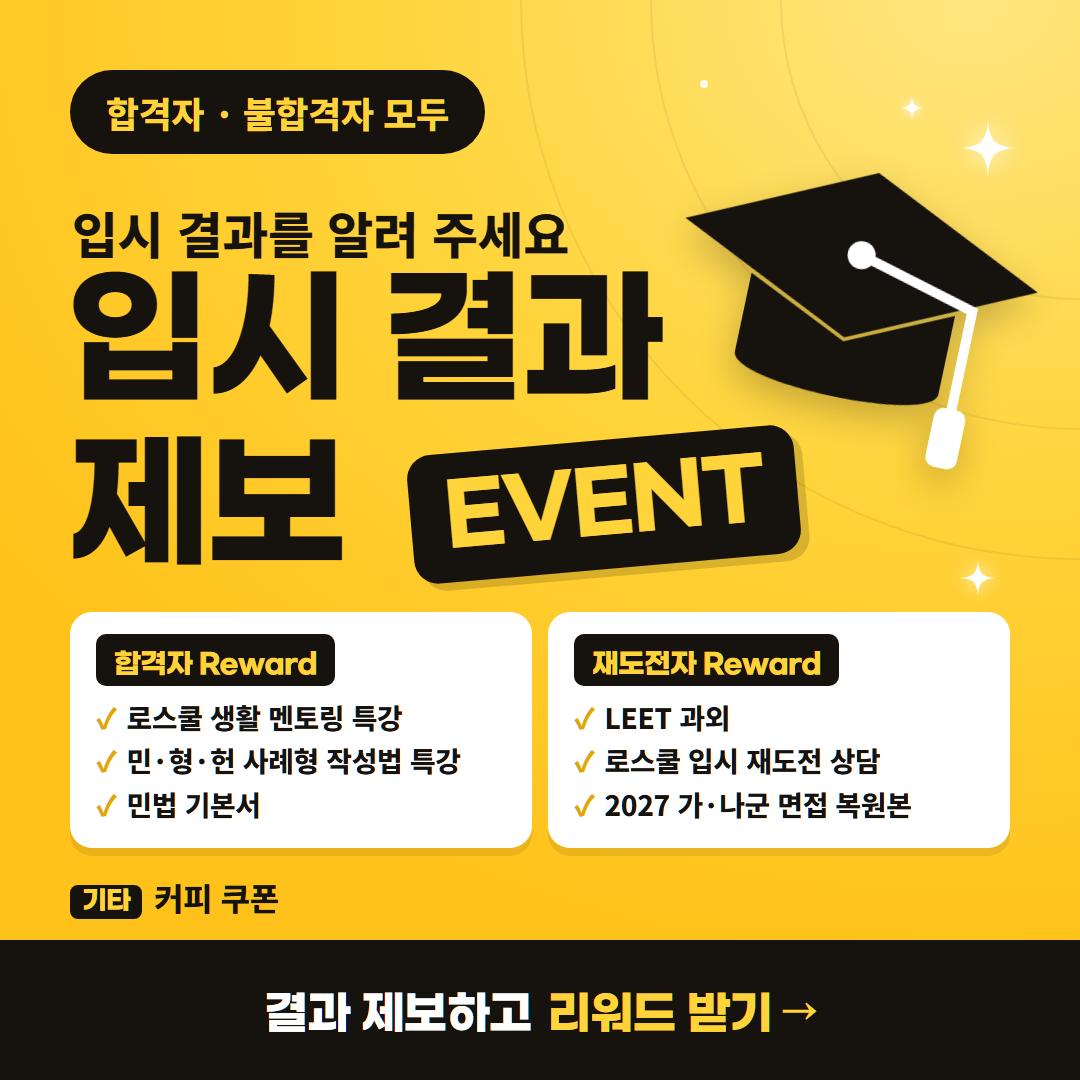 합격자 · 불합격자 모두
입시 결과를 알려 주세요
입시 결과
제보 EVENT
합격자 Reward
✓ 로스쿨 생활 멘토링 특강
✓ 민·형·헌 사례형 작성법 특강
✓ 민법 기본서
재도전자 Reward
✓ LEET 과외
✓ 로스쿨 입시 재도전 상담
✓ 2027 가·나군 면접 복원본
기타 커피 쿠폰
결과 제보하고 리워드 받기 →